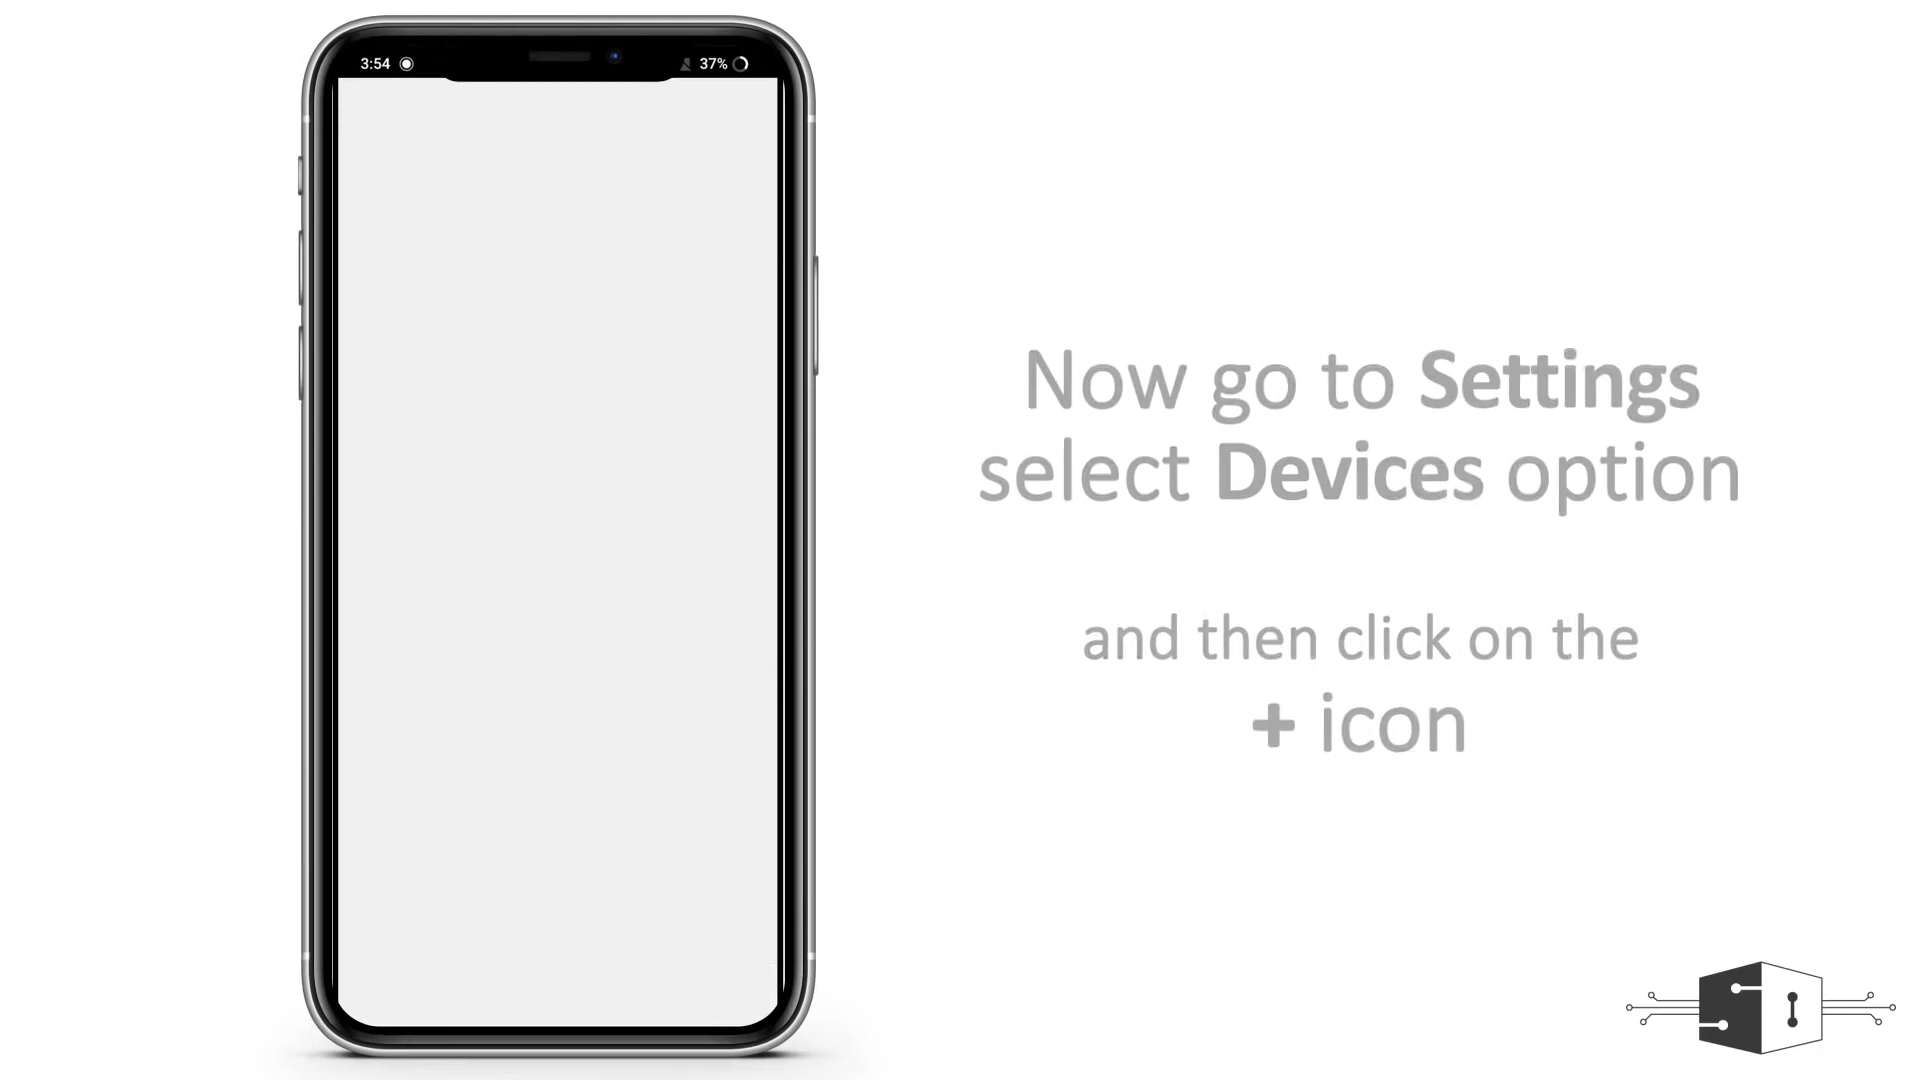 3:54
37%
Now go to Settings
select Devices option
and then click on the
+ icon